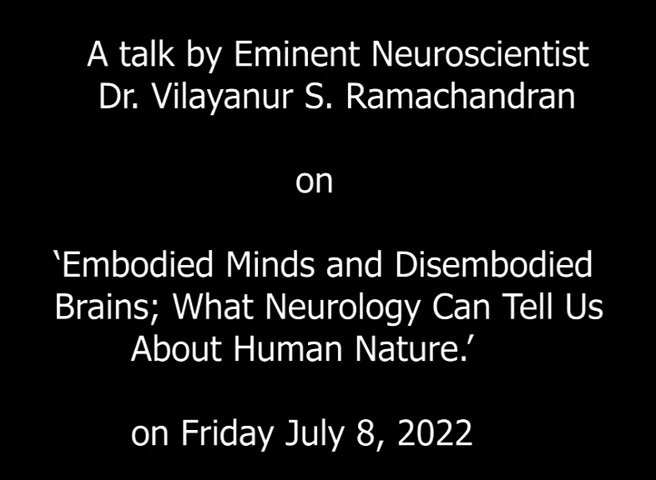 A talk by Eminent Neuroscientist
Dr. Vilayanur S. Ramachandran
on
‘Embodied Minds and Disembodied
Brains; What Neurology Can Tell Us
About Human Nature.’
on Friday July 8, 2022